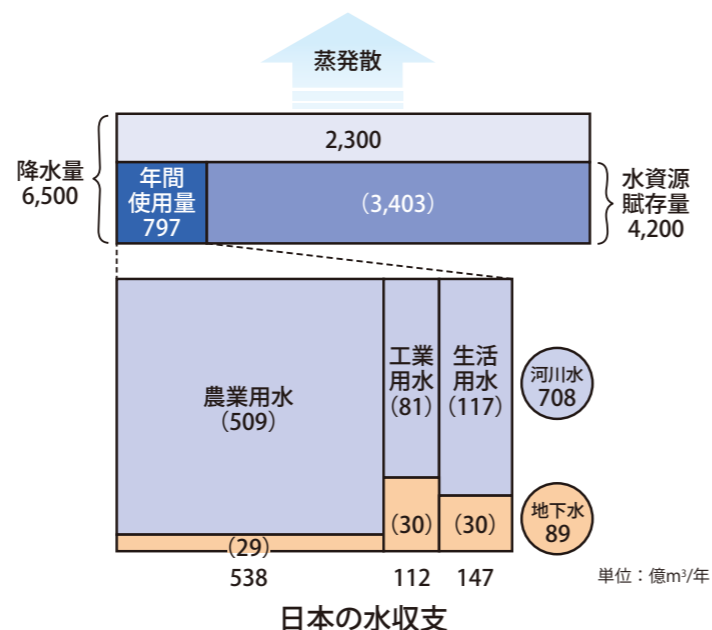 蒸発散
2,300
降水量
6,500
年間
使用量
797
(3,403)
水資源
賦存量
4,200
農業用水
(509)
工業
用水
(81)
生活
用水
(117)
河川水
708
(29)
(30)
(30)
地下水
89
538
112
147
単位：億m³/年
日本の水収支